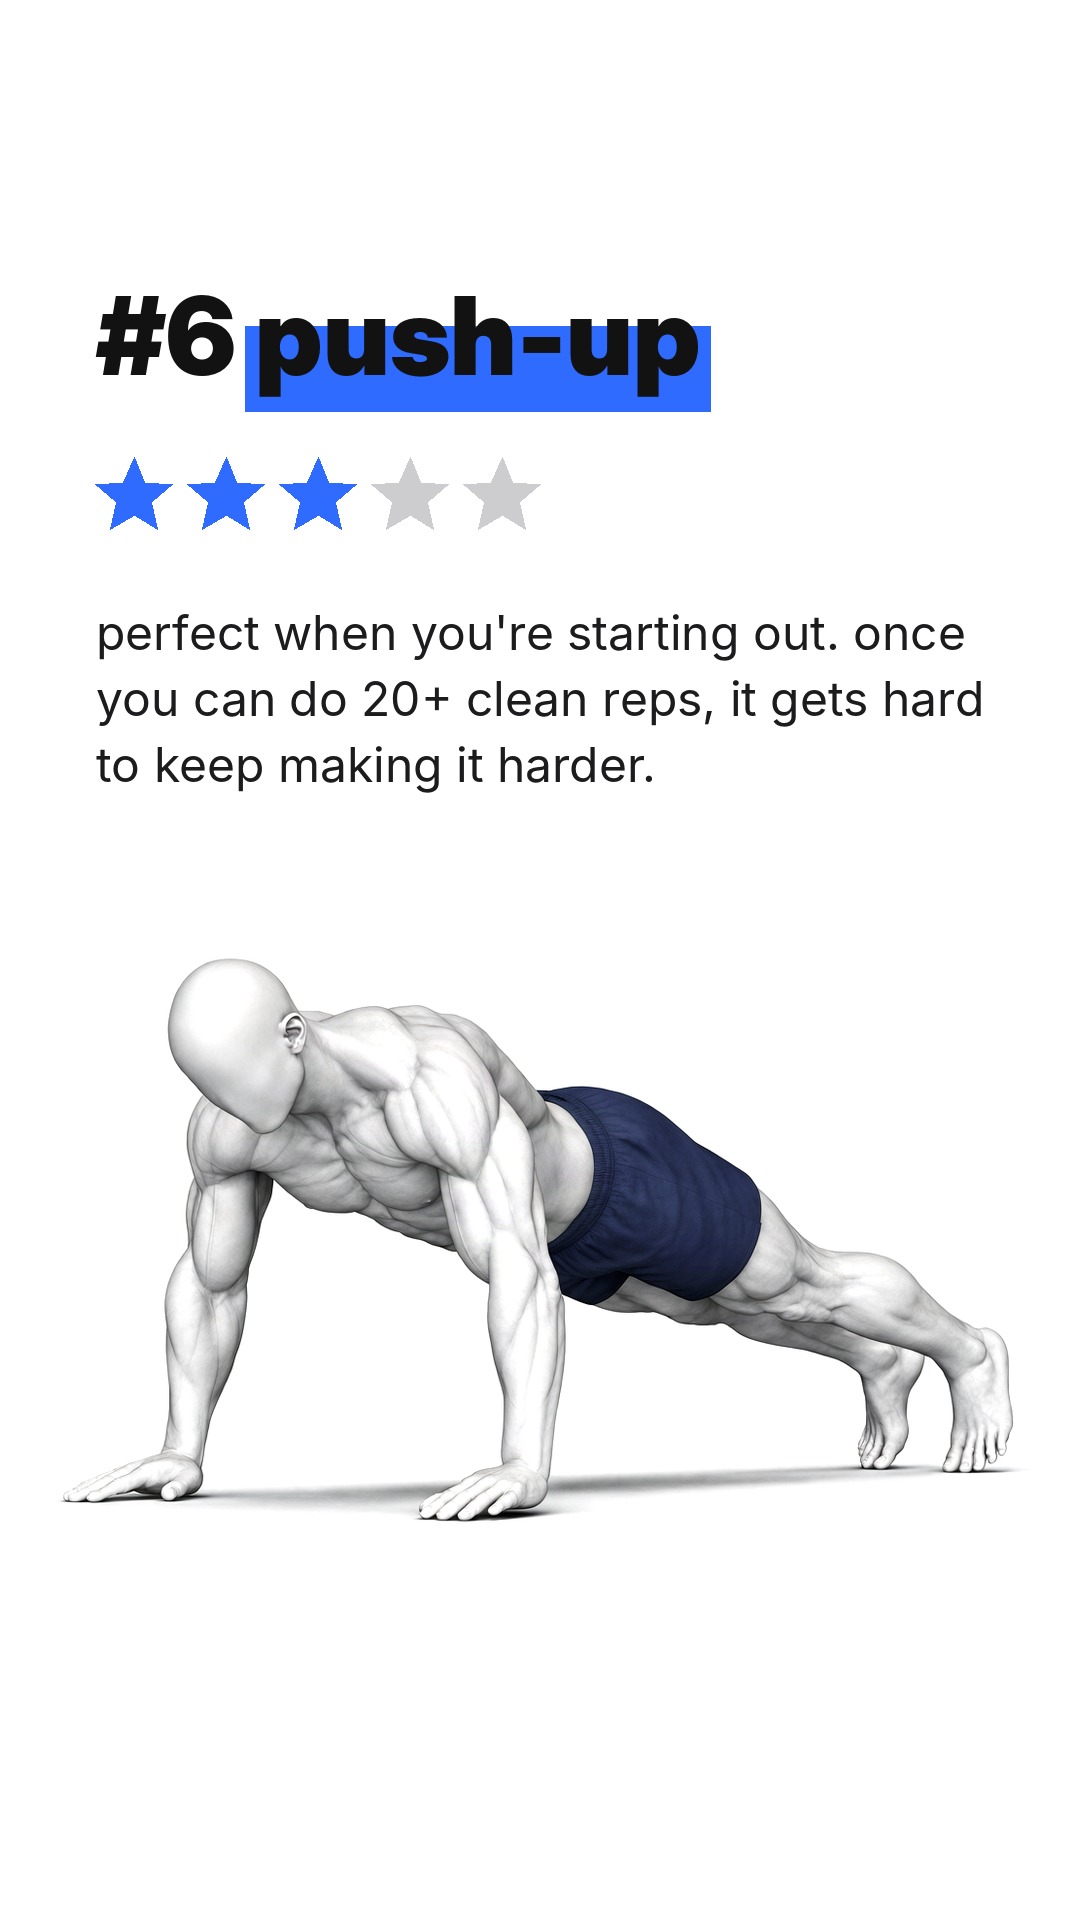 #6 push-up
perfect when you're starting out. once
you can do 20+ clean reps, it gets hard
to keep making it harder.